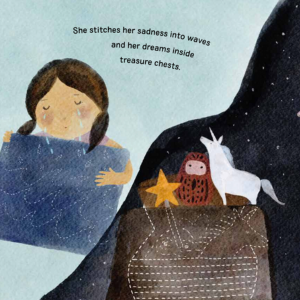 She stitches her sadness into waves
and her dreams inside
treasure chests.